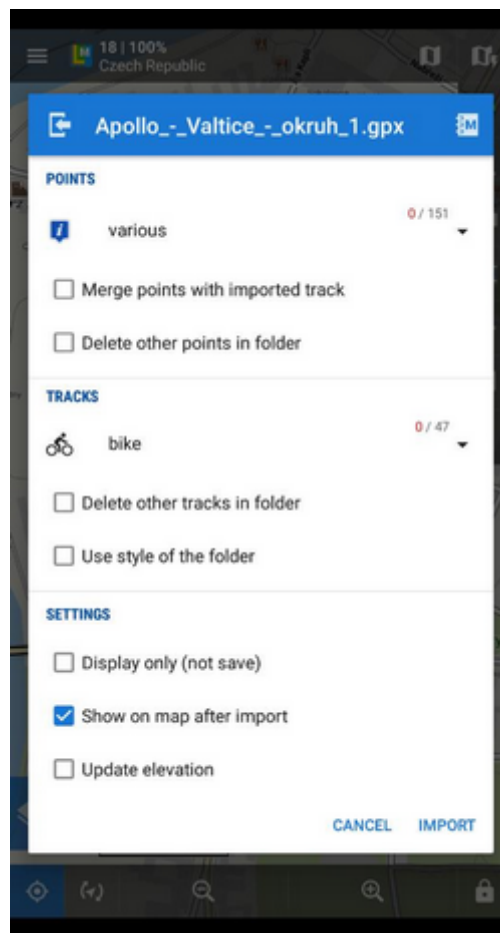 18 | 100%
Czech Republic
Apollo_-_Valtice_-_okruh_1.gpx
POINTS
various
0 / 151
Merge points with imported track
Delete other points in folder
TRACKS
bike
0 / 47
Delete other tracks in folder
Use style of the folder
SETTINGS
Display only (not save)
Show on map after import
Update elevation
CANCEL IMPORT